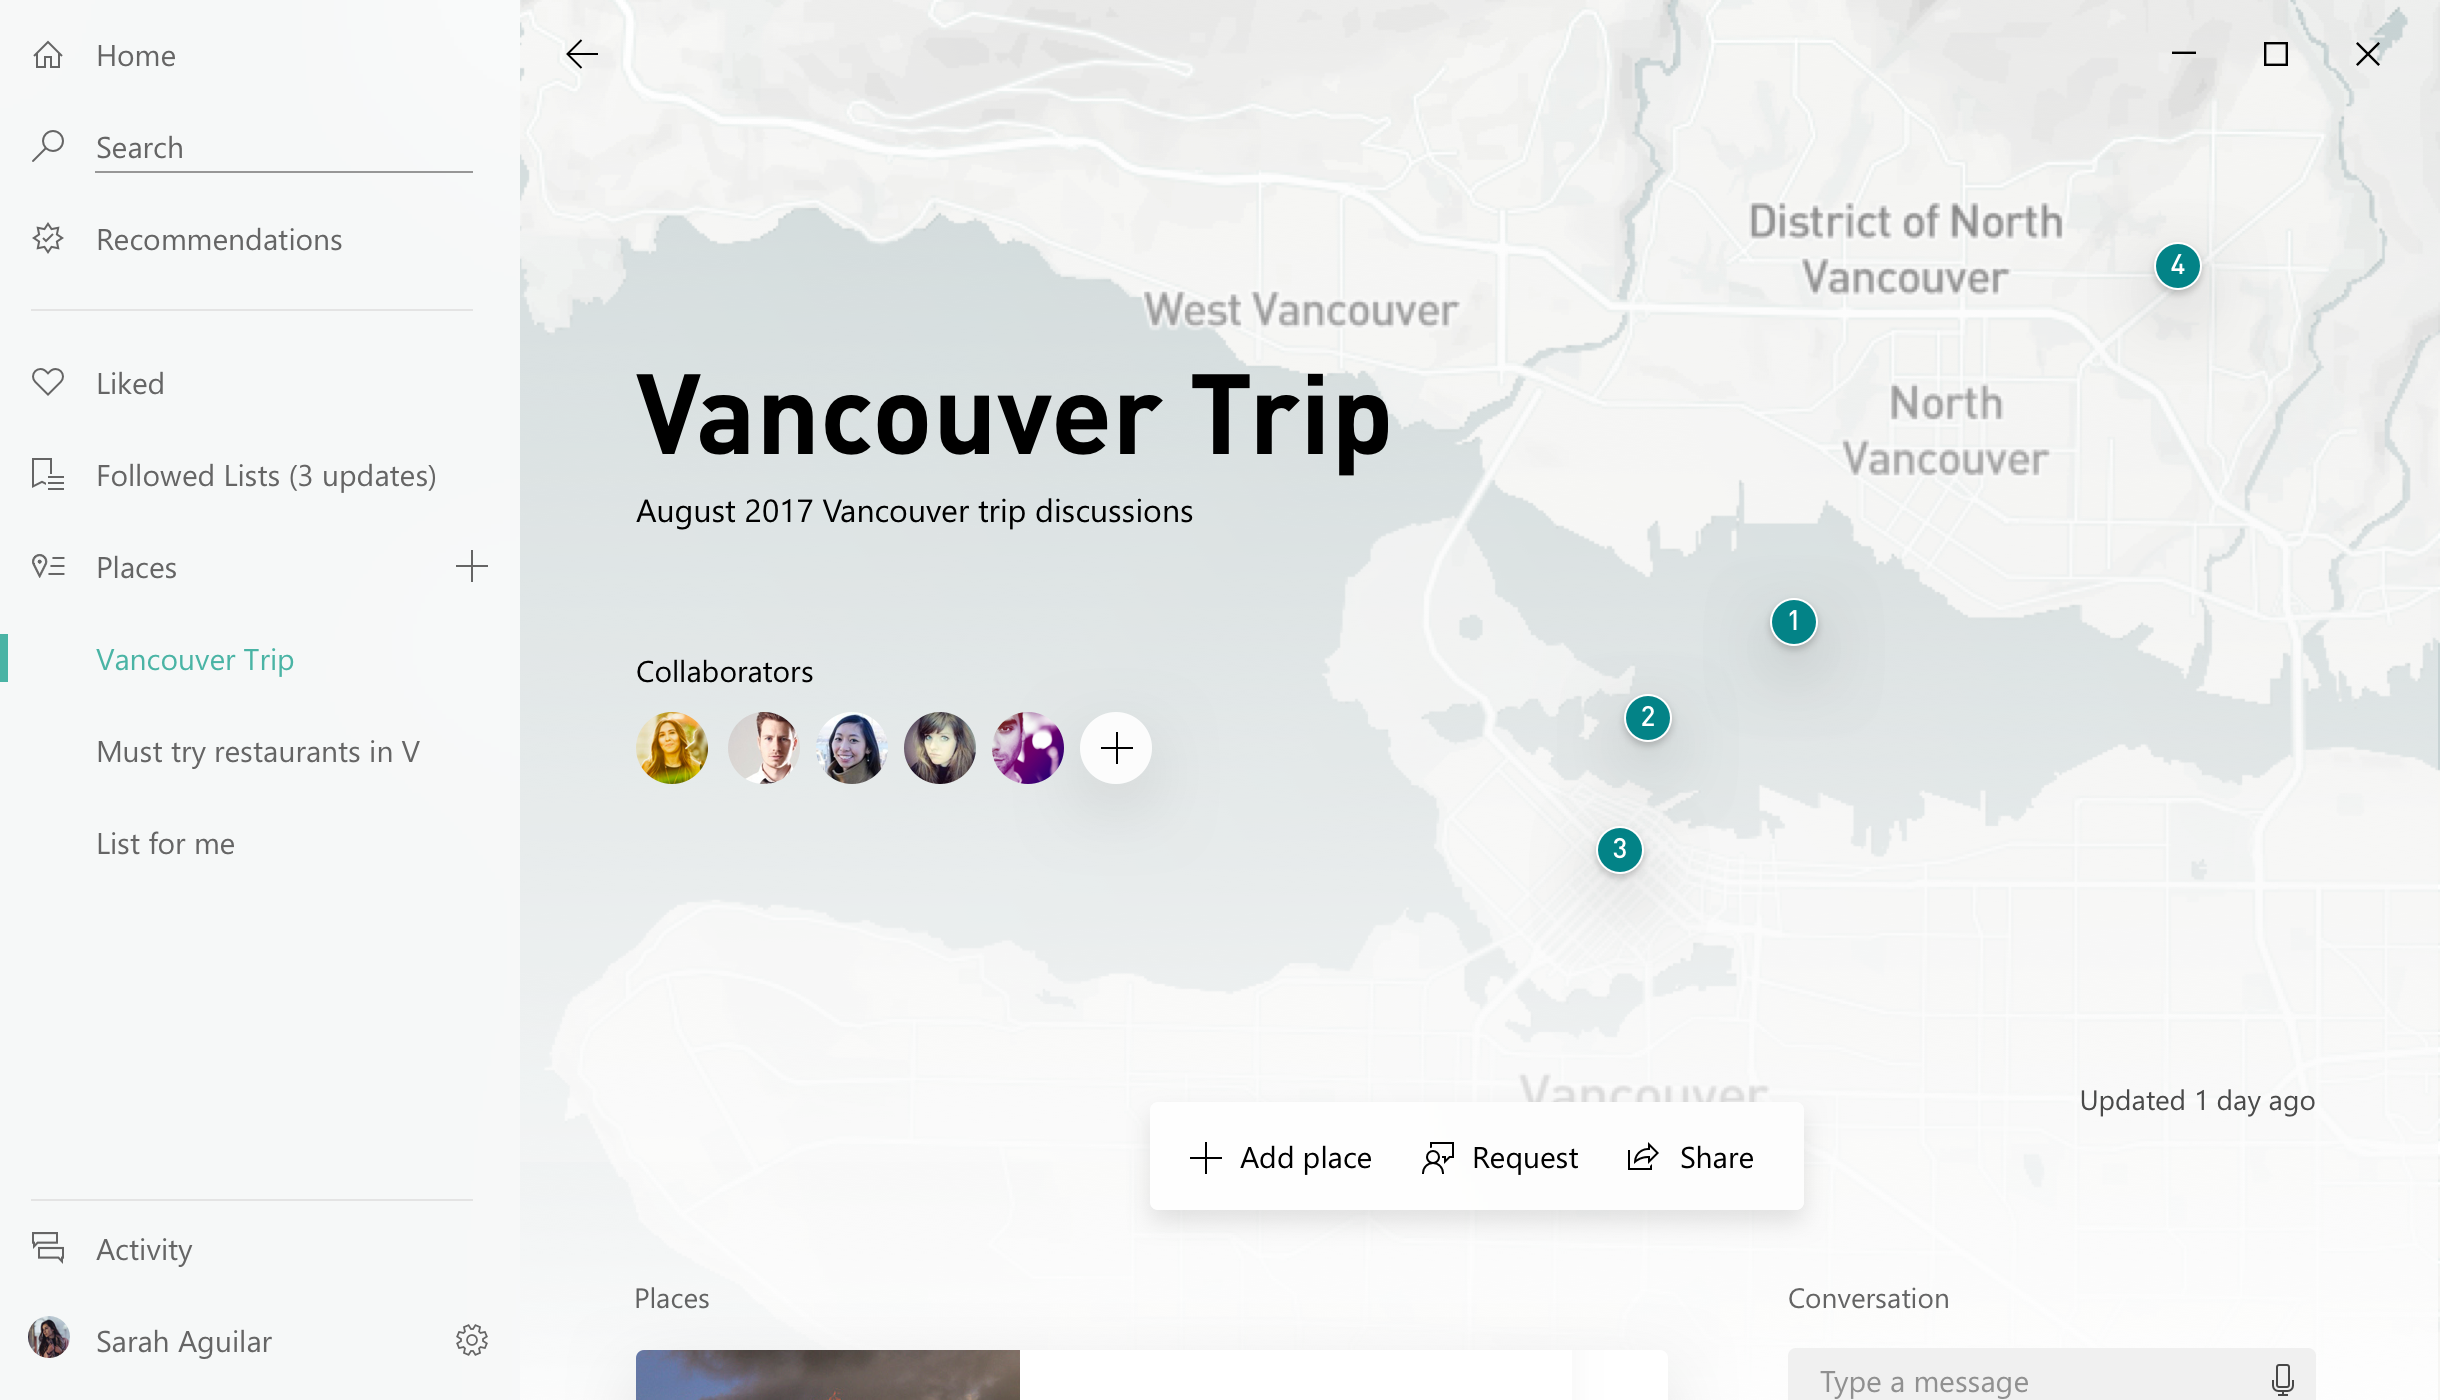 Home
Search
Recommendations
Liked
Followed Lists (3 updates)
Places
Vancouver Trip
Must try restaurants in V
List for me
Activity
Sarah Aguilar
District of North
Vancouver
4
West Vancouver
North
Vancouver
Vancouver Trip
August 2017 Vancouver trip discussions
1
Collaborators
2
3
Vancouver
Updated 1 day ago
Add place
Request
Share
Places
Conversation
Type a message